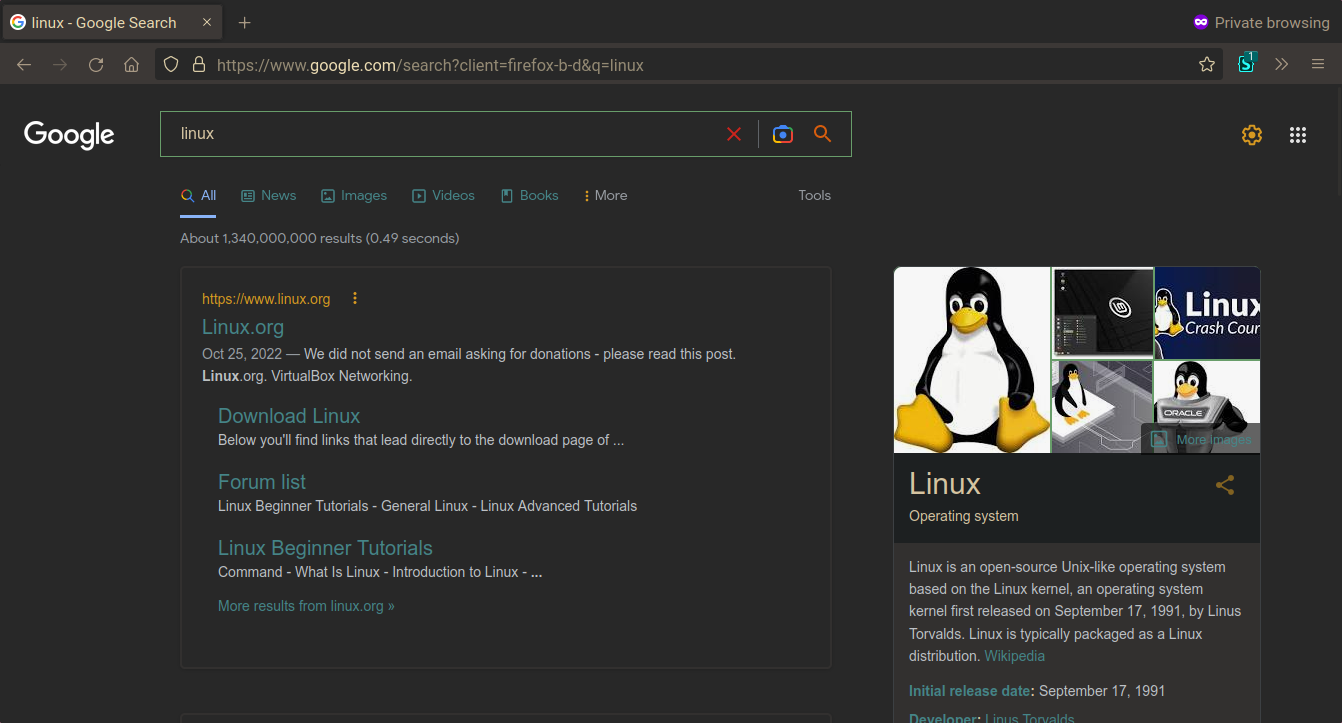 linux - Google Search
Private browsing
https://www.google.com/search?client=firefox-b-d&q=linux
1
S
Google
linux
All News Images Videos Books More Tools
About 1,340,000,000 results (0.49 seconds)
https://www.linux.org
Linux.org
Oct 25, 2022 — We did not send an email asking for donations - please read this post.
Linux.org. VirtualBox Networking.
Download Linux
Below you'll find links that lead directly to the download page of ...
Forum list
Linux Beginner Tutorials - General Linux - Linux Advanced Tutorials
Linux Beginner Tutorials
Command - What Is Linux - Introduction to Linux - ...
More results from linux.org »
Linux
Crash Cour
ORACLE
More images
Linux
Operating system
Linux is an open-source Unix-like operating system
based on the Linux kernel, an operating system
kernel first released on September 17, 1991, by Linus
Torvalds. Linux is typically packaged as a Linux
distribution. Wikipedia
Initial release date: September 17, 1991
Developer: Linus Torvalds